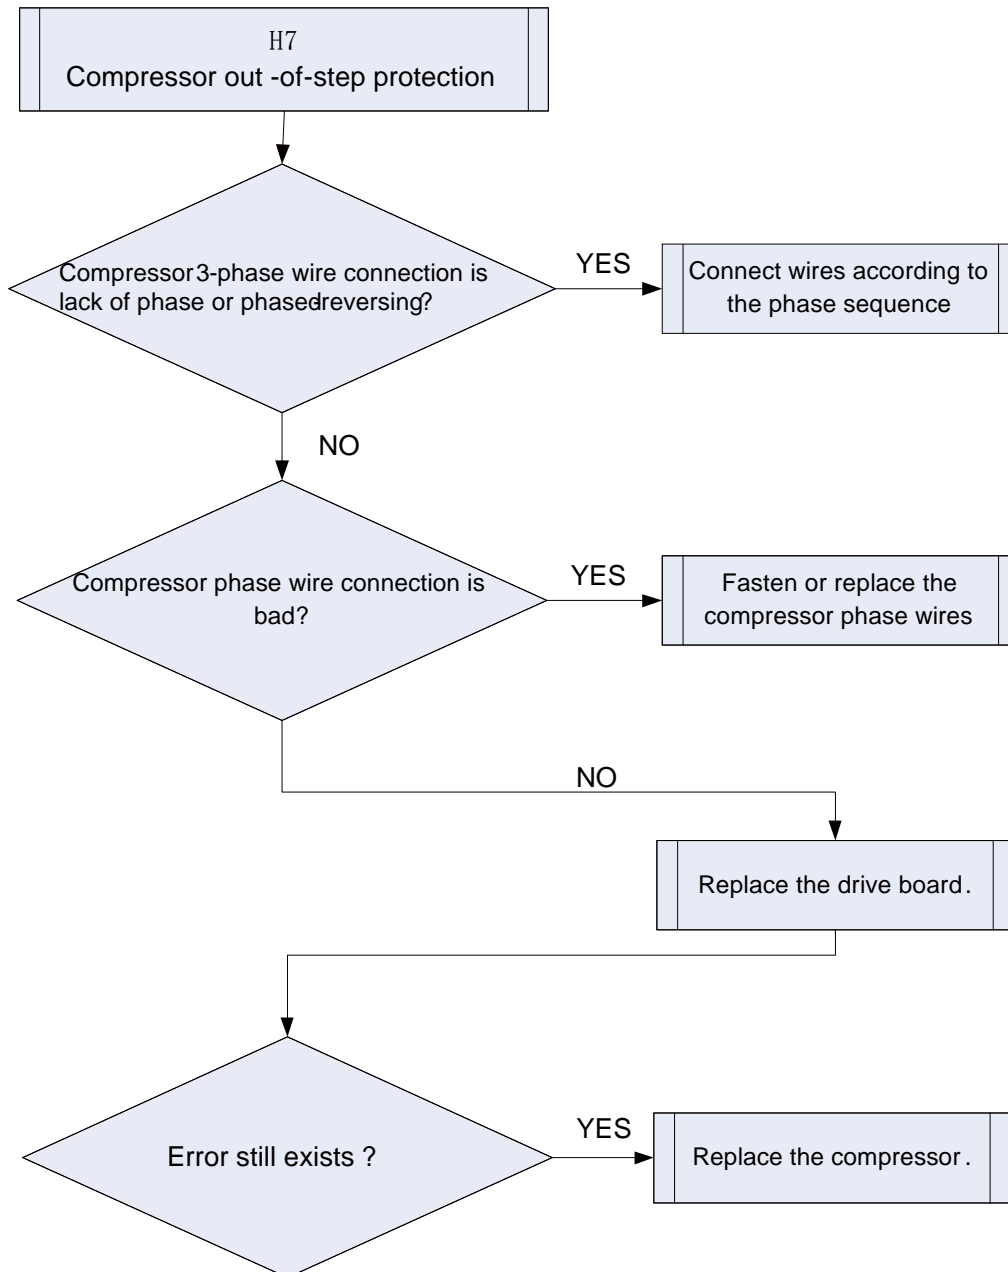 H7
Compressor out -of-step protection
Compressor 3-phase wire connection is
lack of phase or phasedreversing?
YES
Connect wires according to
the phase sequence
NO
Compressor phase wire connection is
bad?
YES
Fasten or replace the
compressor phase wires
NO
Replace the drive board .
Error still exists ?
YES
Replace the compressor .